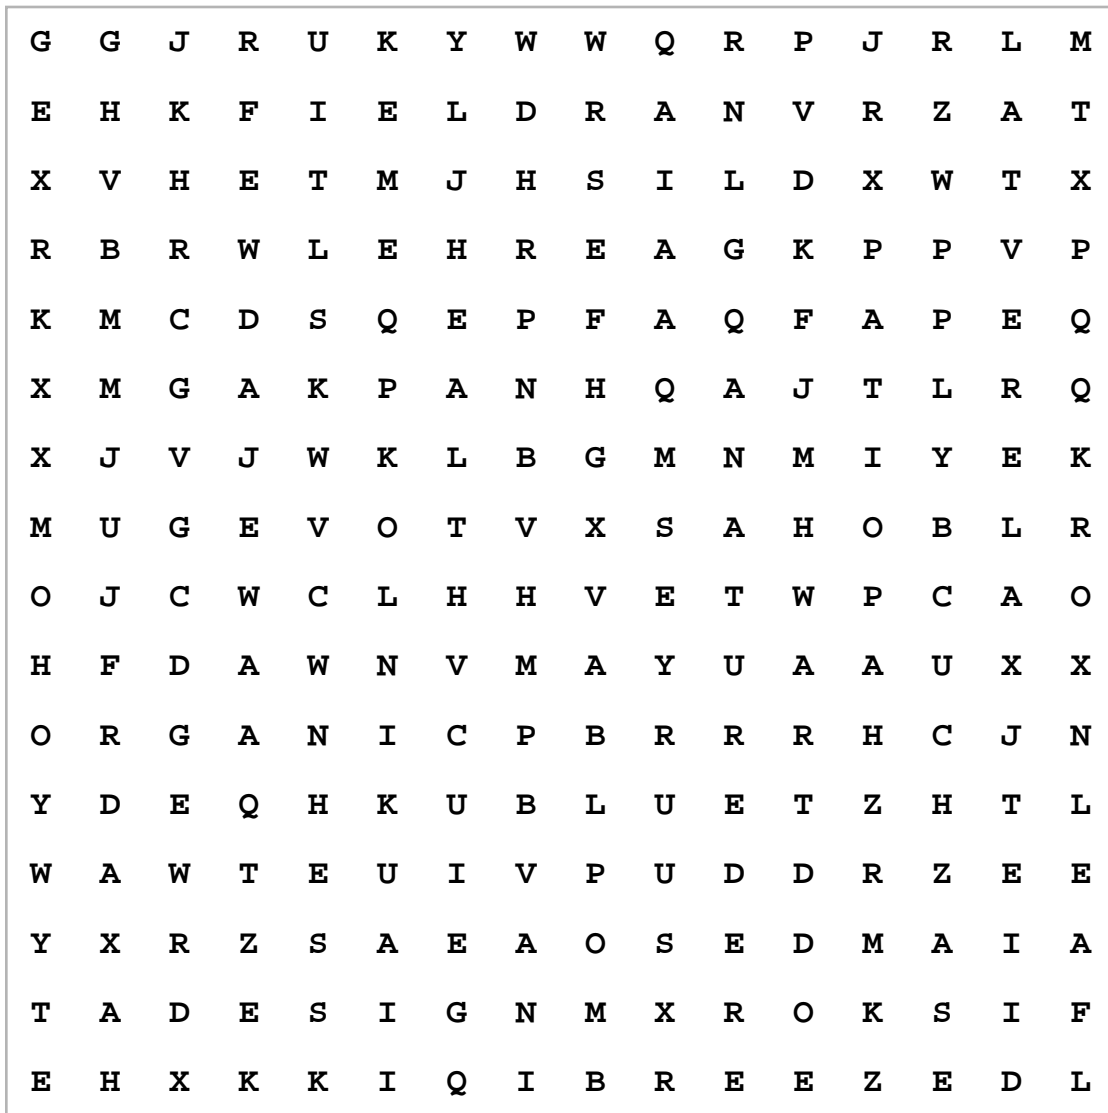 G G J R U K Y W W Q R P J R L M
E H K F I E L D R A N V R Z A T
X V H E T M J H S I L D X W T X
R B R W L E H R E A G K P P V P
K M C D S Q E P F A Q F A P E Q
X M G A K P A N H Q A J T L R Q
X J V J W K L B G M N M I Y E K
M U G E V O T V X S A H O B L R
O J C W C L H H V E T W P C A O
H F D A W N V M A Y U A A U X X
O R G A N I C P B R R R H C J N
Y D E Q H K U B L U E T Z H T L
W A W T E U I V P U D D R Z E E
Y X R Z S A E A O S E D M A I A
T A D E S I G N M X R O K S I F
E H X K K I Q I B R E E Z E D L